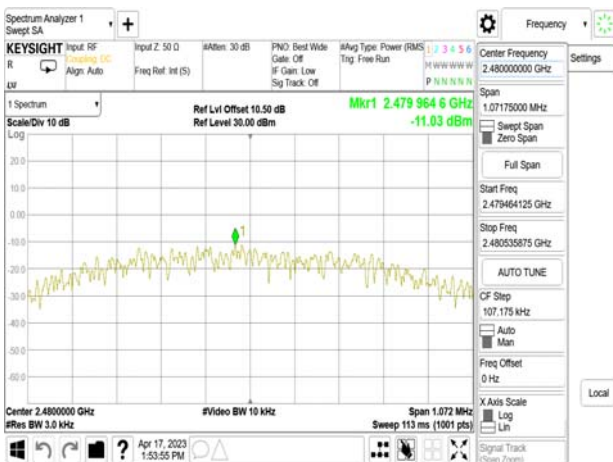 Spectrum Analyzer 1
Swept SA
+
Frequency
KEYSIGHT
R
Input: RF
Coupling: DC
Align: Auto
Input Z: 50 Ω
Freq Ref: Int (S)
#Atten: 30 dB
PNO: Best Wide
Gate: Off
IF Gain: Low
Sig Track: Off
#Avg Type: Power (RMS
Trig: Free Run
1 2 3 4 5 6
M W W W W W
P N N N N N
Center Frequency
2.480000000 GHz
Settings
Span
1.07175000 MHz
Swept Span
Zero Span
Full Span
Start Freq
2.479464125 GHz
Stop Freq
2.480535875 GHz
AUTO TUNE
CF Step
107.175 kHz
Auto
Man
Freq Offset
0 Hz
X Axis Scale
Log
Lin
Signal Track
(Span Zoom)
Local
1 Spectrum
Scale/Div 10 dB
Log
Ref Lvl Offset 10.50 dB
Ref Level 30.00 dBm
Mkr1 2.479 964 6 GHz
-11.03 dBm
20.0
10.0
0.00
-10.0
-20.0
-30.0
-40.0
-50.0
-60.0
1
Center 2.4800000 GHz
#Res BW 3.0 kHz
#Video BW 10 kHz
Span 1.072 MHz
Sweep 113 ms (1001 pts)
?
Apr 17, 2023
1:53:55 PM